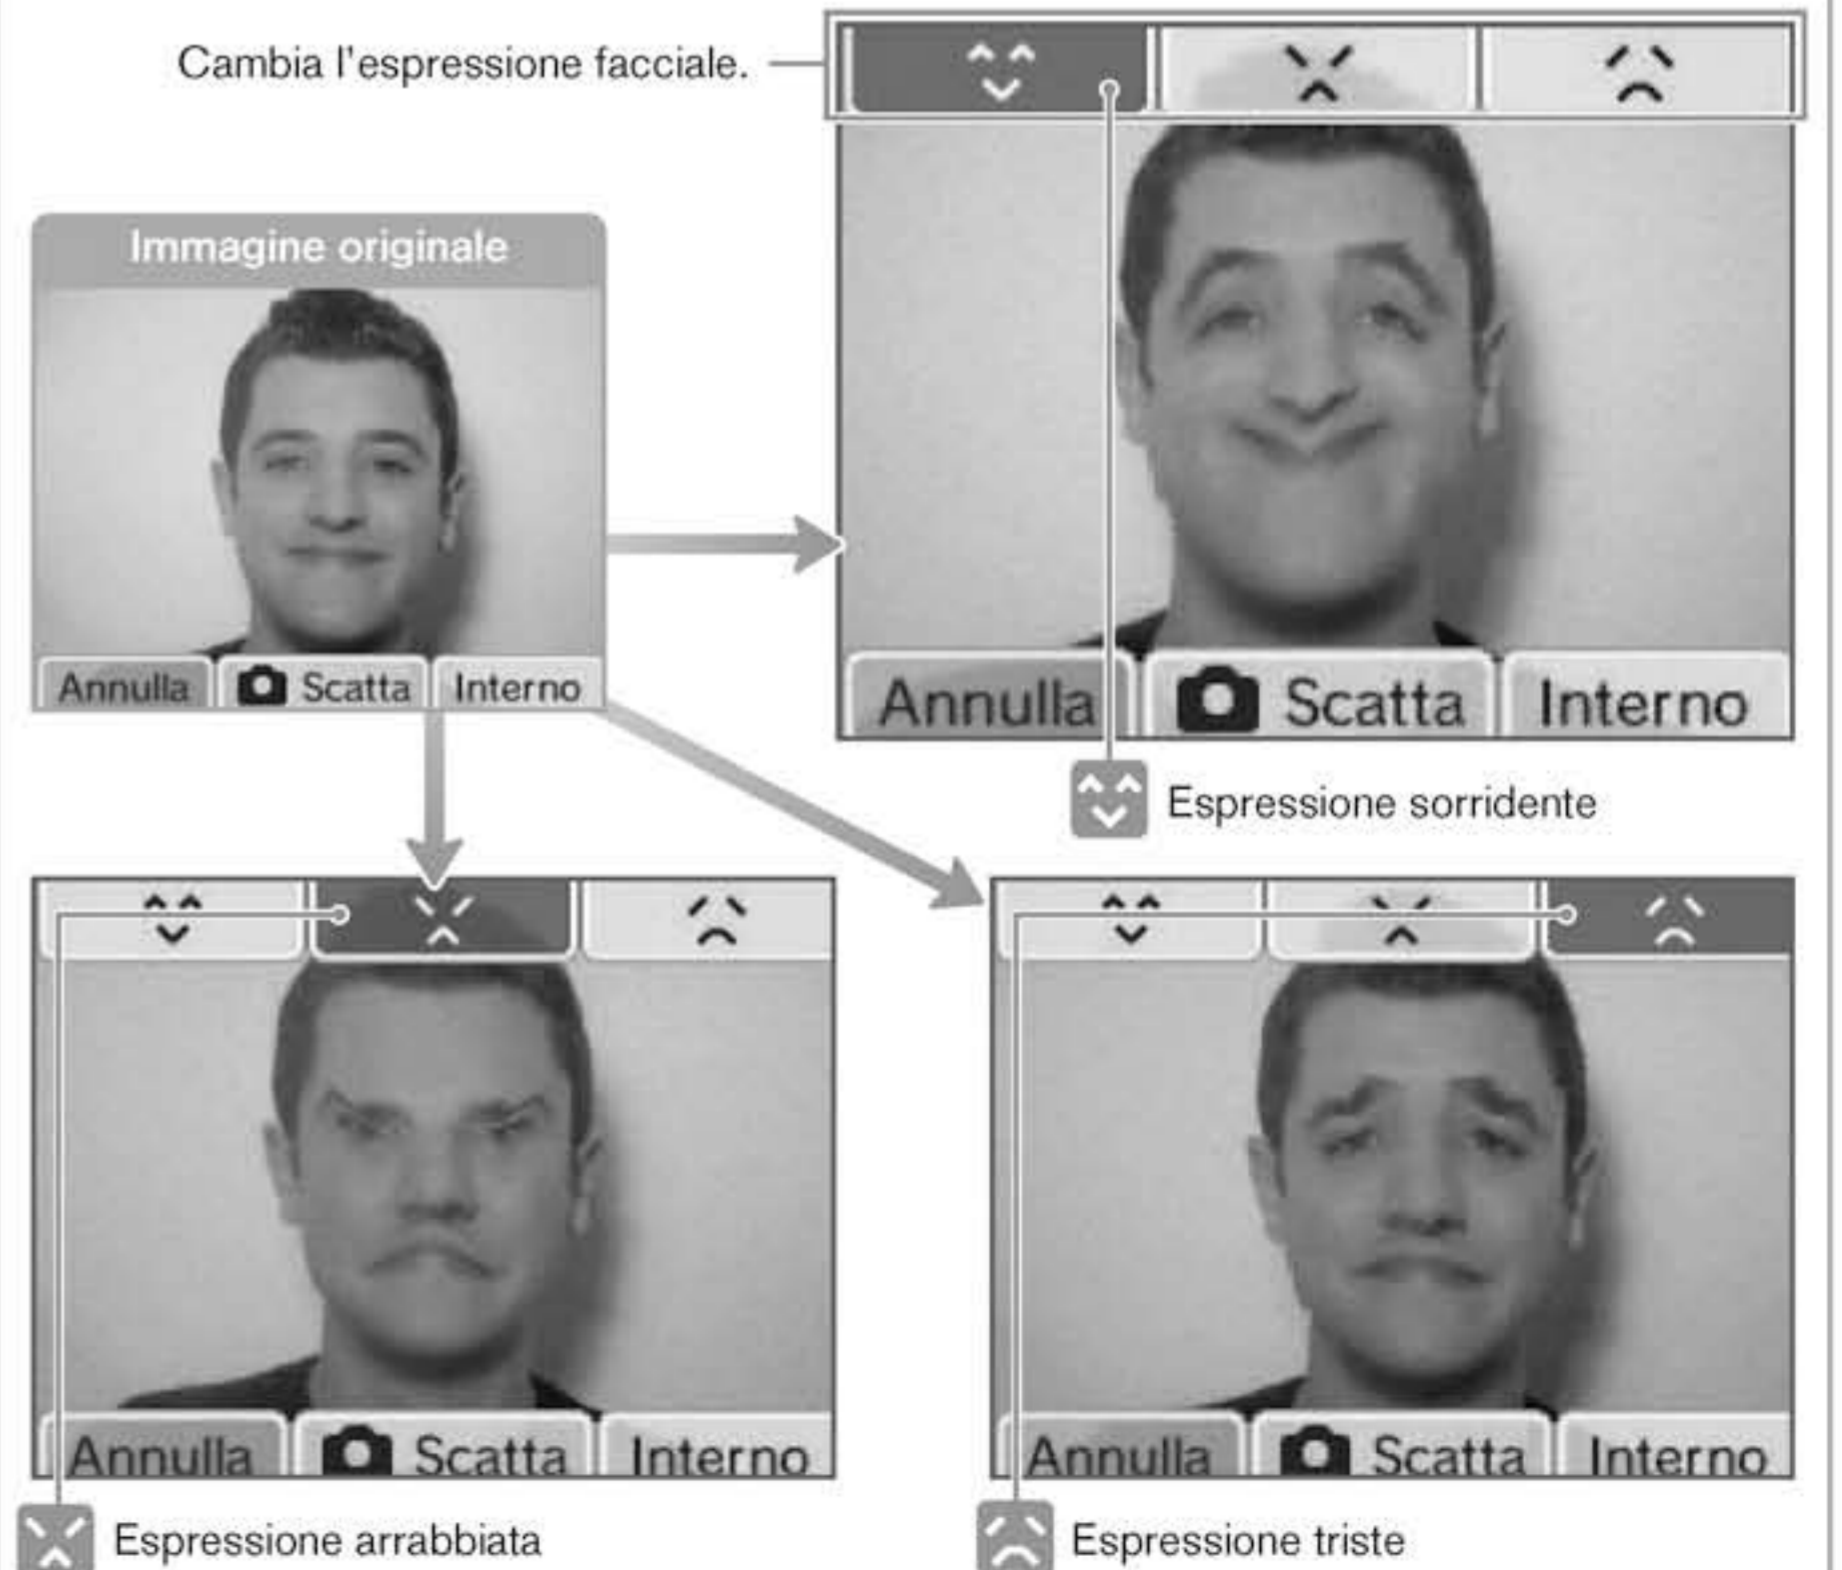 Cambia l'espressione facciale.
Immagine originale
Annulla
Scatta
Interno
Annulla
Scatta
Interno
Espressione sorridente
Annulla
Scatta
Interno
Annulla
Scatta
Interno
Espressione arrabbiata
Espressione triste